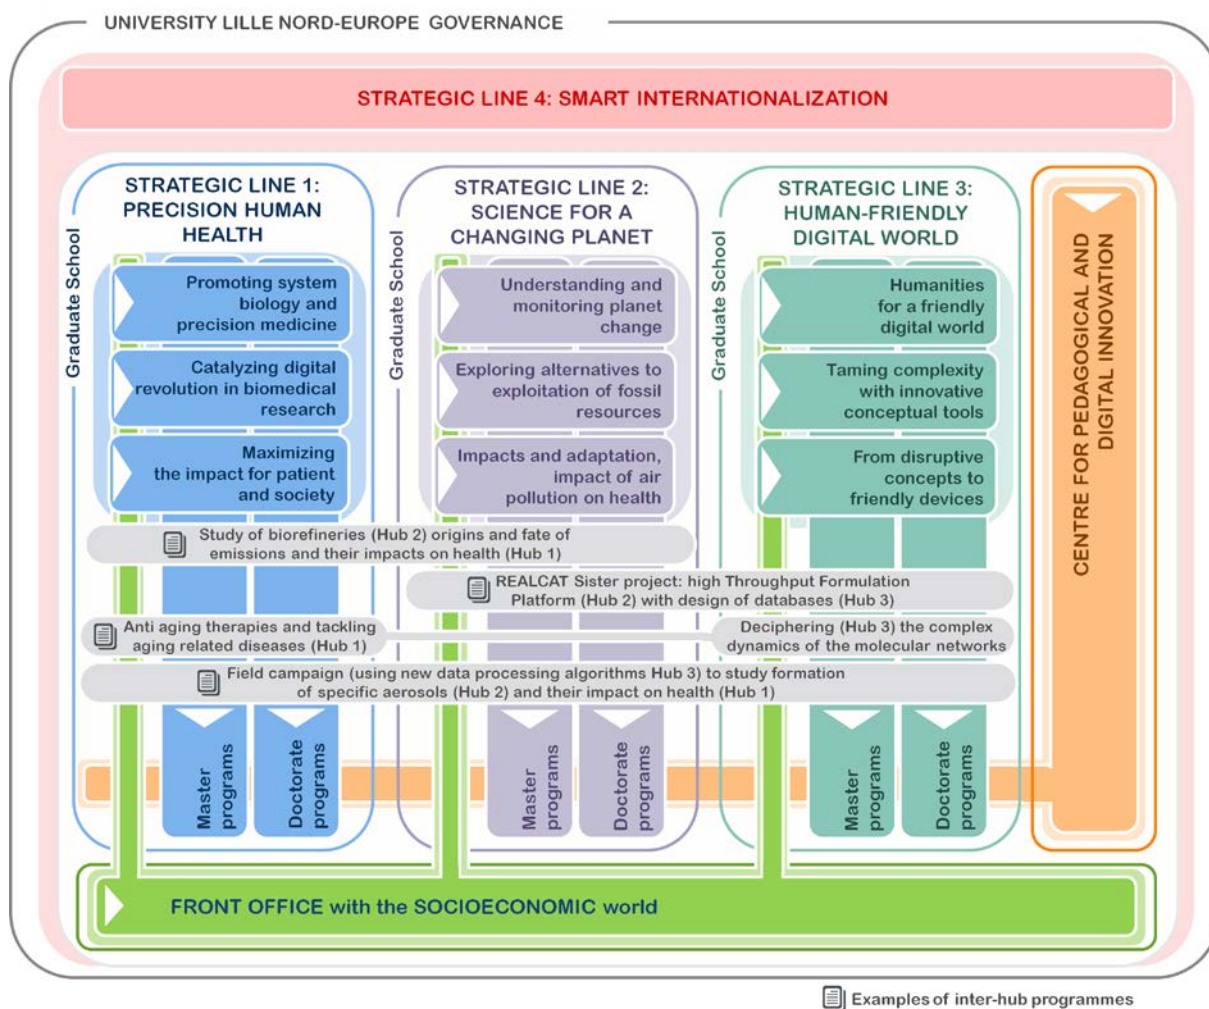 UNIVERSITY LILLE NORD-EUROPE GOVERNANCE
STRATEGIC LINE 4: SMART INTERNATIONALIZATION
Graduate School
STRATEGIC LINE 1:
PRECISION HUMAN
HEALTH
Promoting system
biology and
precision medicine
Catalyzing digital
revolution in biomedical
research
Maximizing
the impact for patient
and society
Graduate School
STRATEGIC LINE 2:
SCIENCE FOR A
CHANGING PLANET
Understanding and
monitoring planet
change
Exploring alternatives to
exploitation of fossil
resources
Impacts and adaptation,
impact of air
pollution on health
Graduate School
STRATEGIC LINE 3:
HUMAN-FRIENDLY
DIGITAL WORLD
Humanities
for a friendly
digital world
Taming complexity
with innovative
conceptual tools
From disruptive
concepts to
friendly devices
CENTRE FOR PEDAGOGICAL AND
DIGITAL INNOVATION
Study of biorefineries (Hub 2) origins and fate of
emissions and their impacts on health (Hub 1)
REALCAT Sister project: high Throughput Formulation
Platform (Hub 2) with design of databases (Hub 3)
Anti aging therapies and tackling
aging related diseases (Hub 1)
Deciphering (Hub 3) the complex
dynamics of the molecular networks
Field campaign (using new data processing algorithms Hub 3) to study formation
of specific aerosols (Hub 2) and their impact on health (Hub 1)
Master
programs
Doctorate
programs
Master
programs
Doctorate
programs
Master
programs
Doctorate
programs
FRONT OFFICE with the SOCIOECONOMIC world
Examples of inter-hub programmes